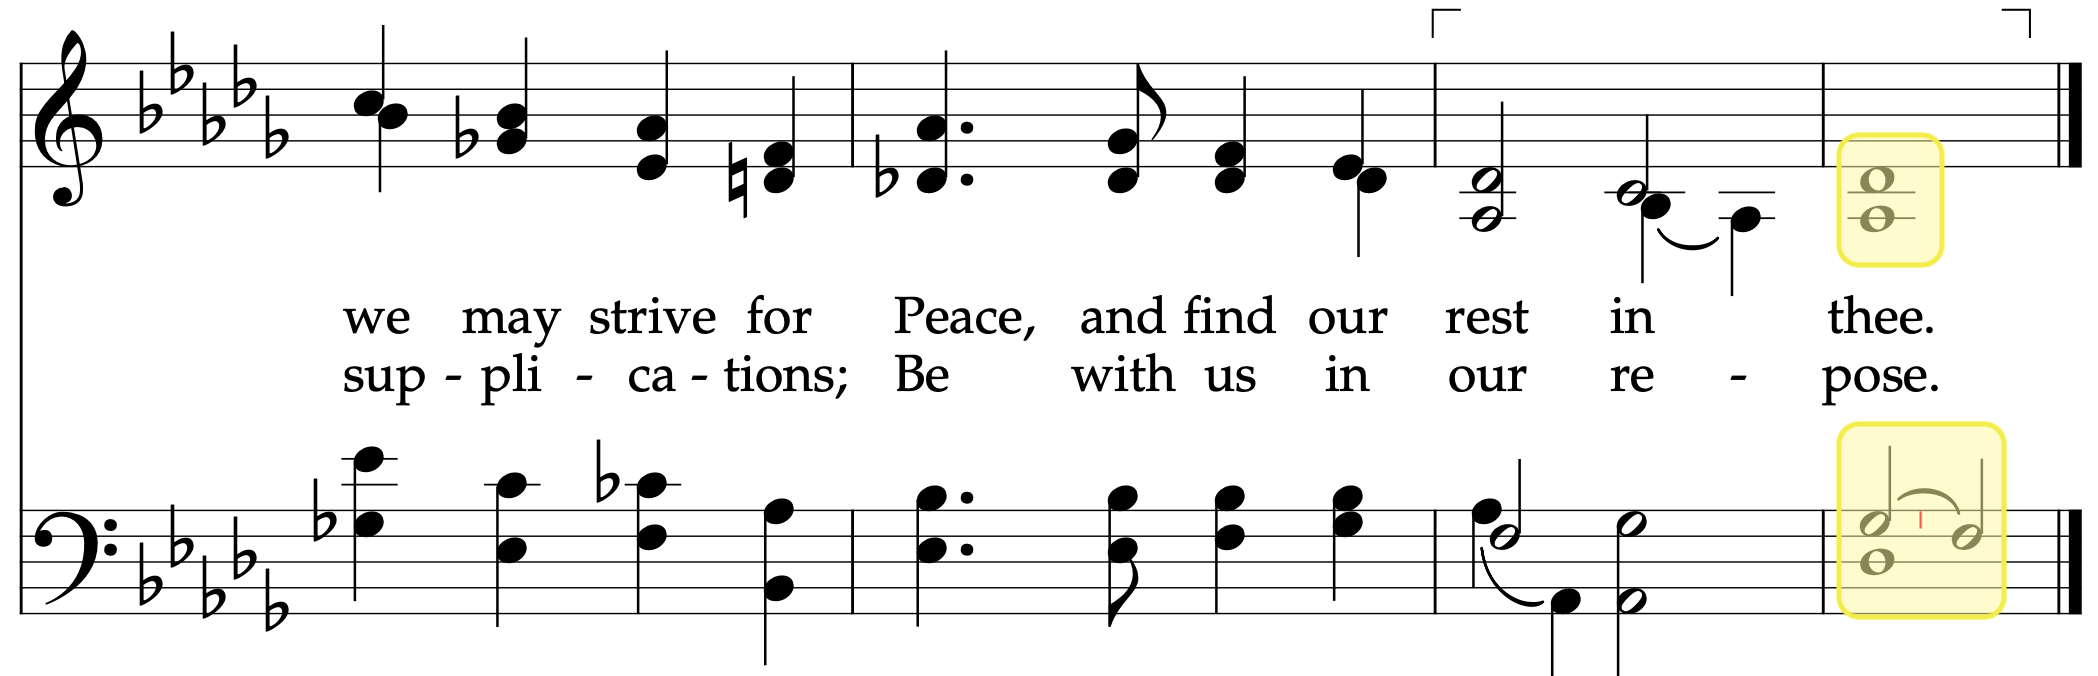 we may strive for Peace, and find our rest in thee.
sup - pli - ca - tions; Be with us in our re - pose.